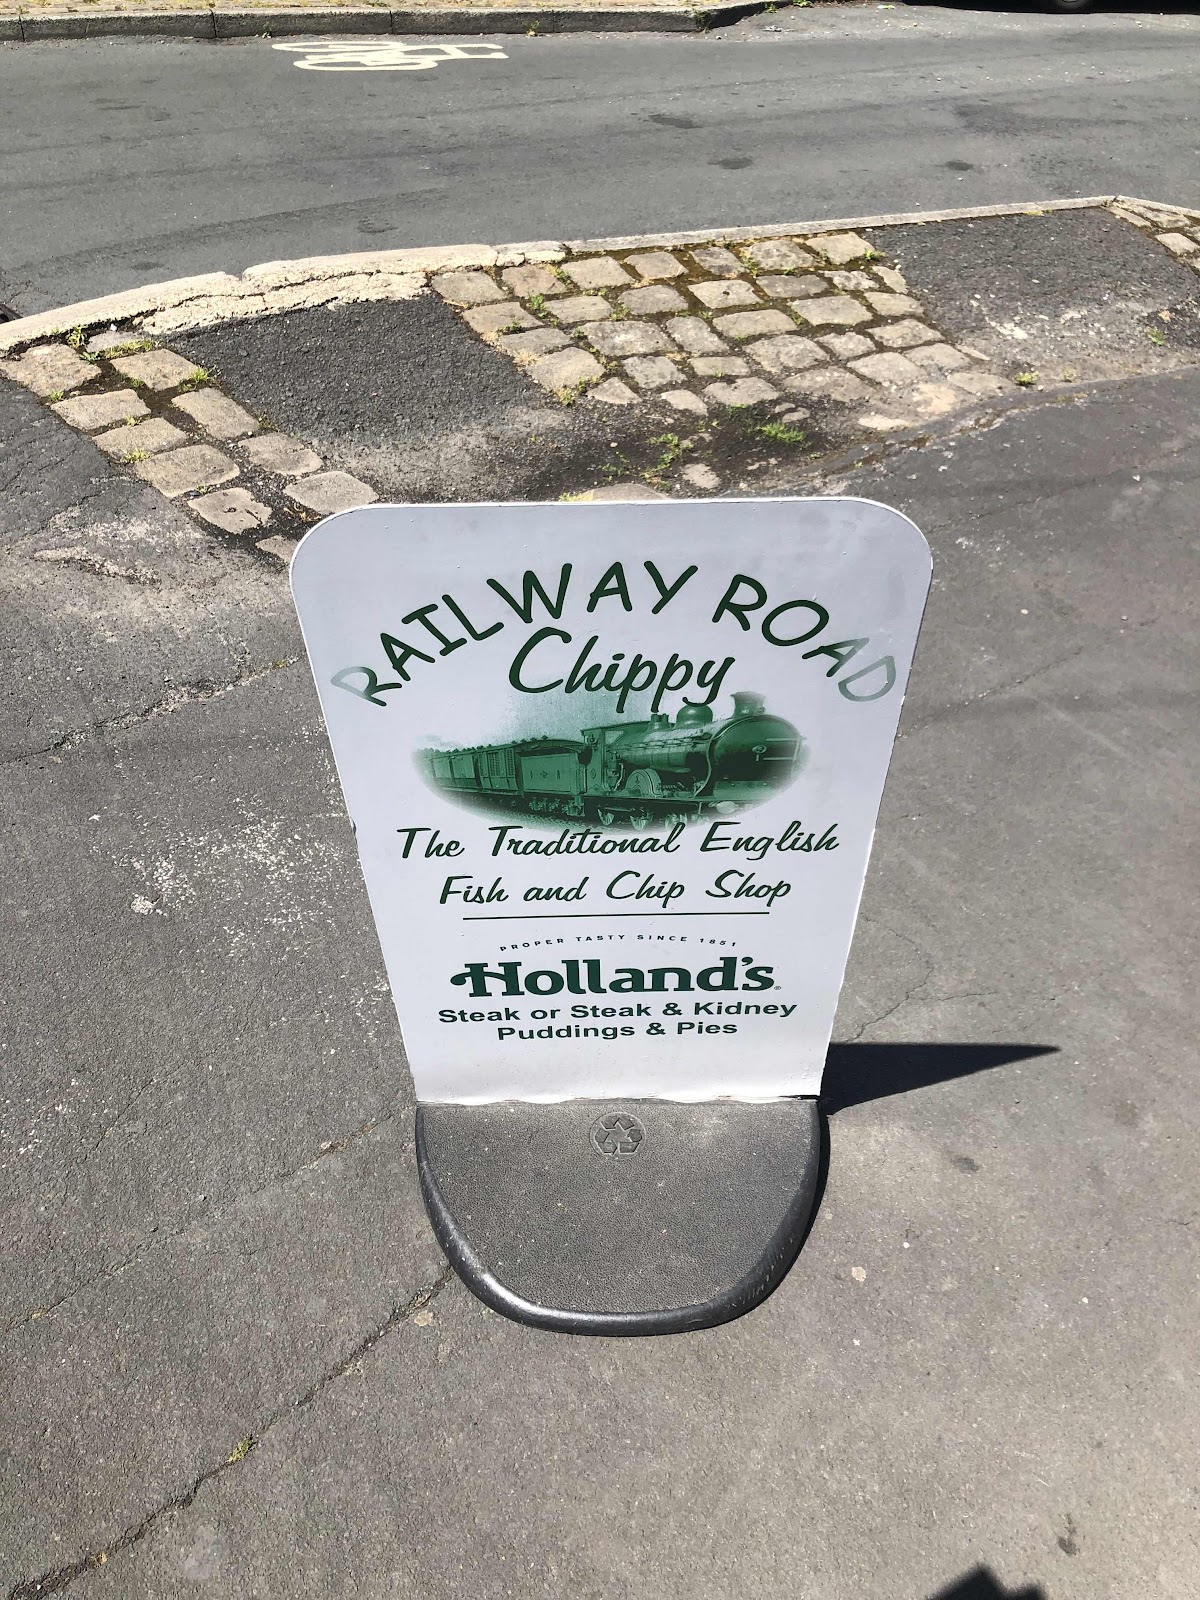 RAILWAY ROAD
Chippy
The Traditional English
Fish and Chip Shop
PROPER TASTY SINCE 1851
Holland's®
Steak or Steak & Kidney
Puddings & Pies